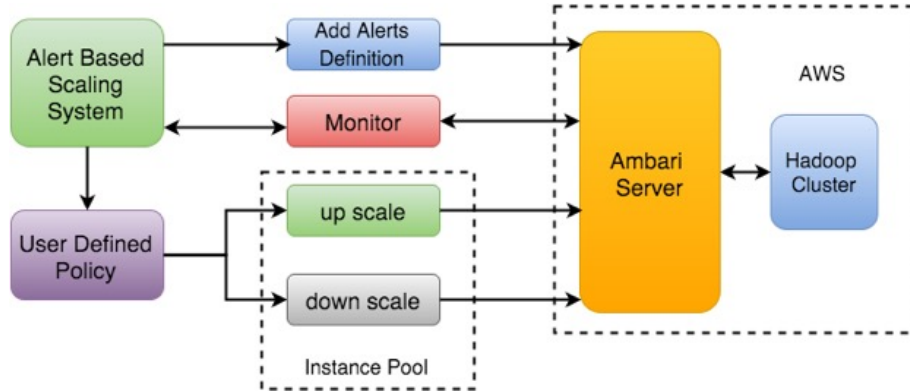 Alert Based
Scaling
System
Add Alerts
Definition
Monitor
User Defined
Policy
up scale
down scale
Instance Pool
Ambari
Server
AWS
Hadoop
Cluster